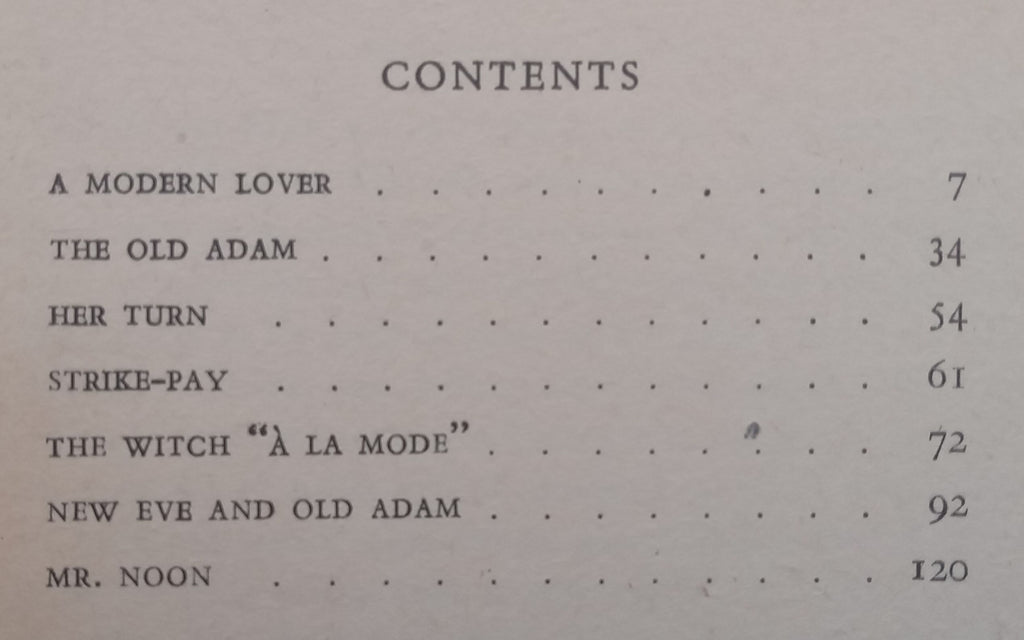 CONTENTS
A MODERN LOVER . . . . . . . . . . 7
THE OLD ADAM . . . . . . . . . . . 34
HER TURN . . . . . . . . . . . . 54
STRIKE-PAY . . . . . . . . . . . . 61
THE WITCH “À LA MODE” . . . . . . . . 72
NEW EVE AND OLD ADAM . . . . . . . . 92
MR. NOON . . . . . . . . . . . . 120